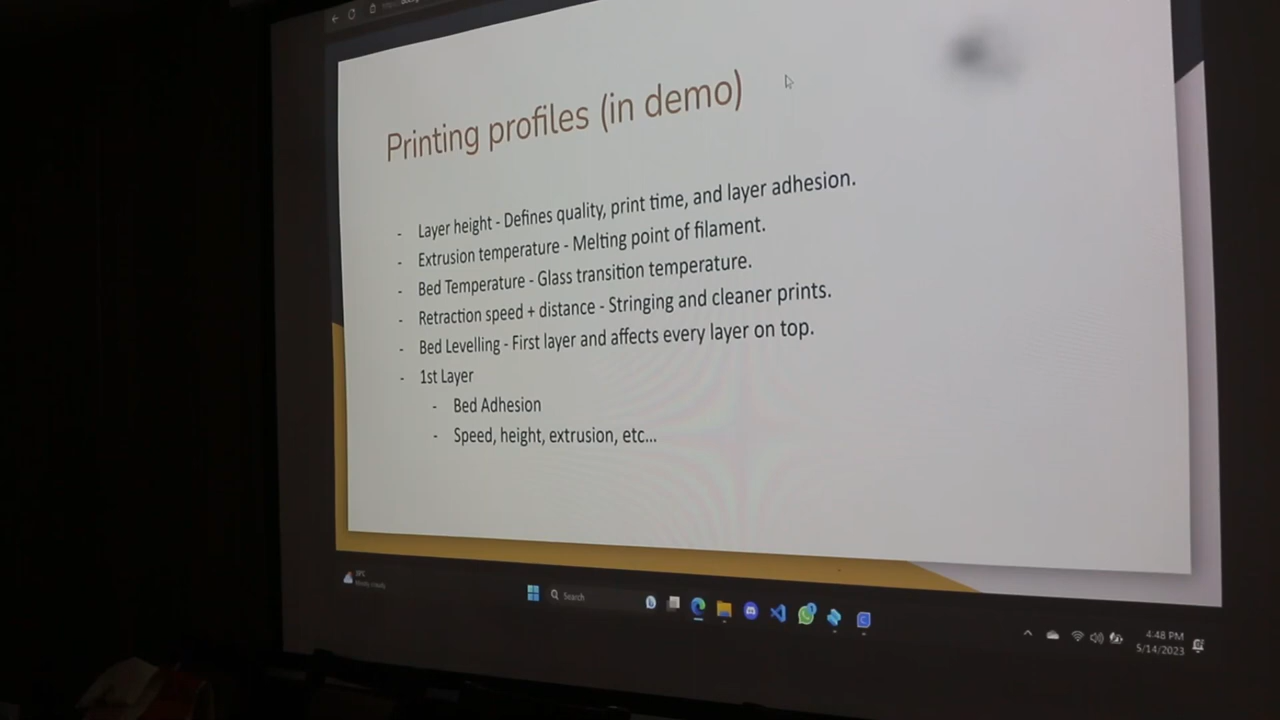 Printing profiles (in demo)
- Layer height - Defines quality, print time, and layer adhesion.
- Extrusion temperature - Melting point of filament.
- Bed Temperature - Glass transition temperature.
- Retraction speed + distance - Stringing and cleaner prints.
- Bed Levelling - First layer and affects every layer on top.
- 1st Layer
- Bed Adhesion
- Speed, height, extrusion, etc...
Search
4:48 PM
5/14/2023